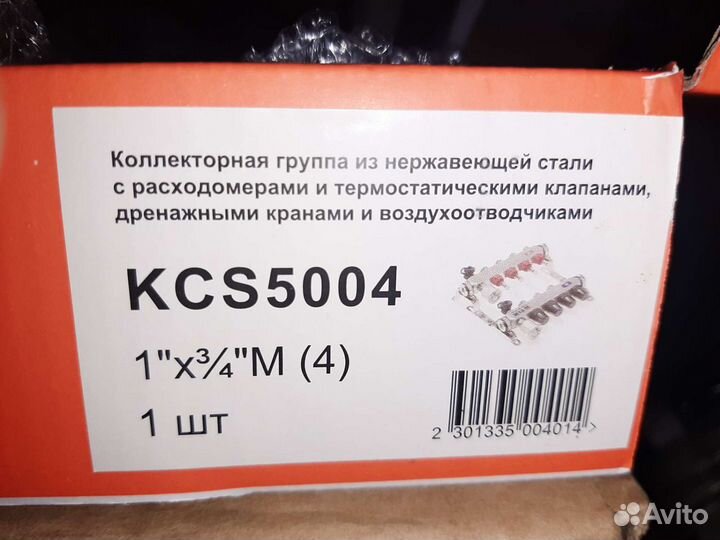 Коллекторная группа из нержавеющей стали
с расходомерами и термостатическими клапанами,
дренажными кранами и воздухоотводчиками
KCS5004
1"x¾"M (4)
1 шт
2 301335 004014 >
Avito